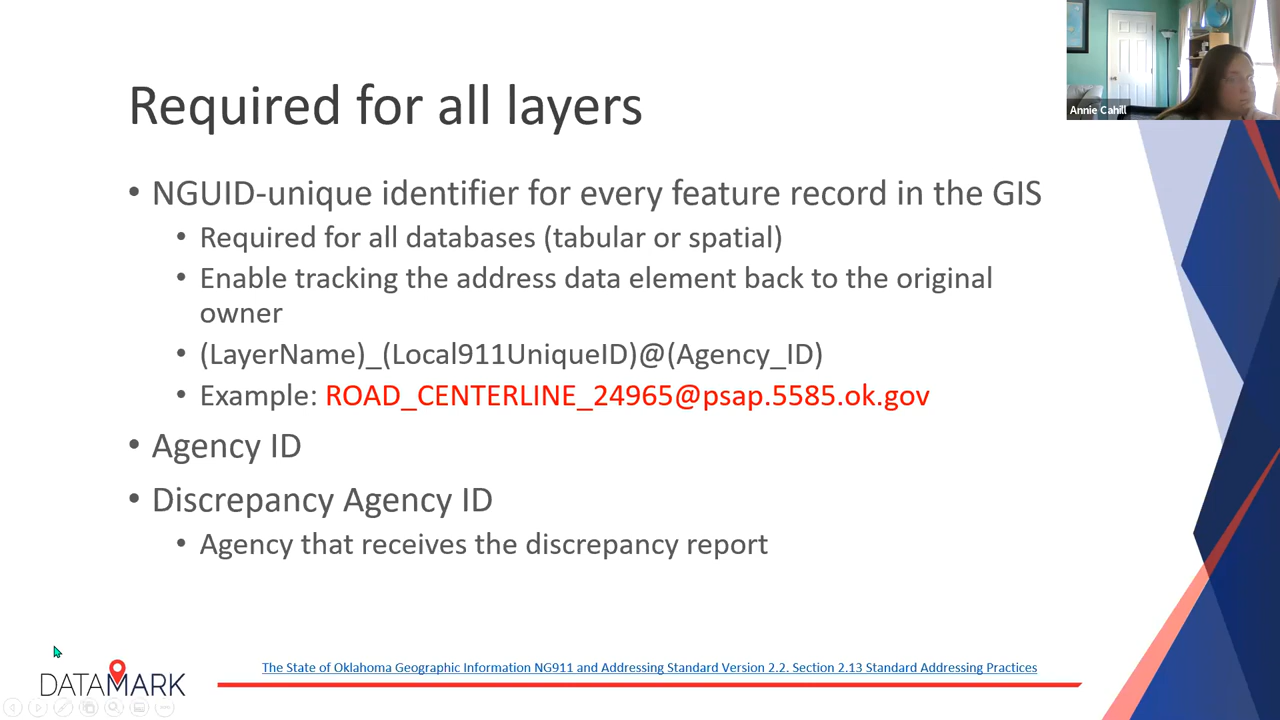 Annie Cahill
Required for all layers
• NGUID-unique identifier for every feature record in the GIS
• Required for all databases (tabular or spatial)
• Enable tracking the address data element back to the original
owner
• (LayerName)_(Local911UniqueID)@(Agency_ID)
• Example: ROAD_CENTERLINE_24965@psap.5585.ok.gov
• Agency ID
• Discrepancy Agency ID
• Agency that receives the discrepancy report
The State of Oklahoma Geographic Information NG911 and Addressing Standard Version 2.2. Section 2.13 Standard Addressing Practices
DATAMARK